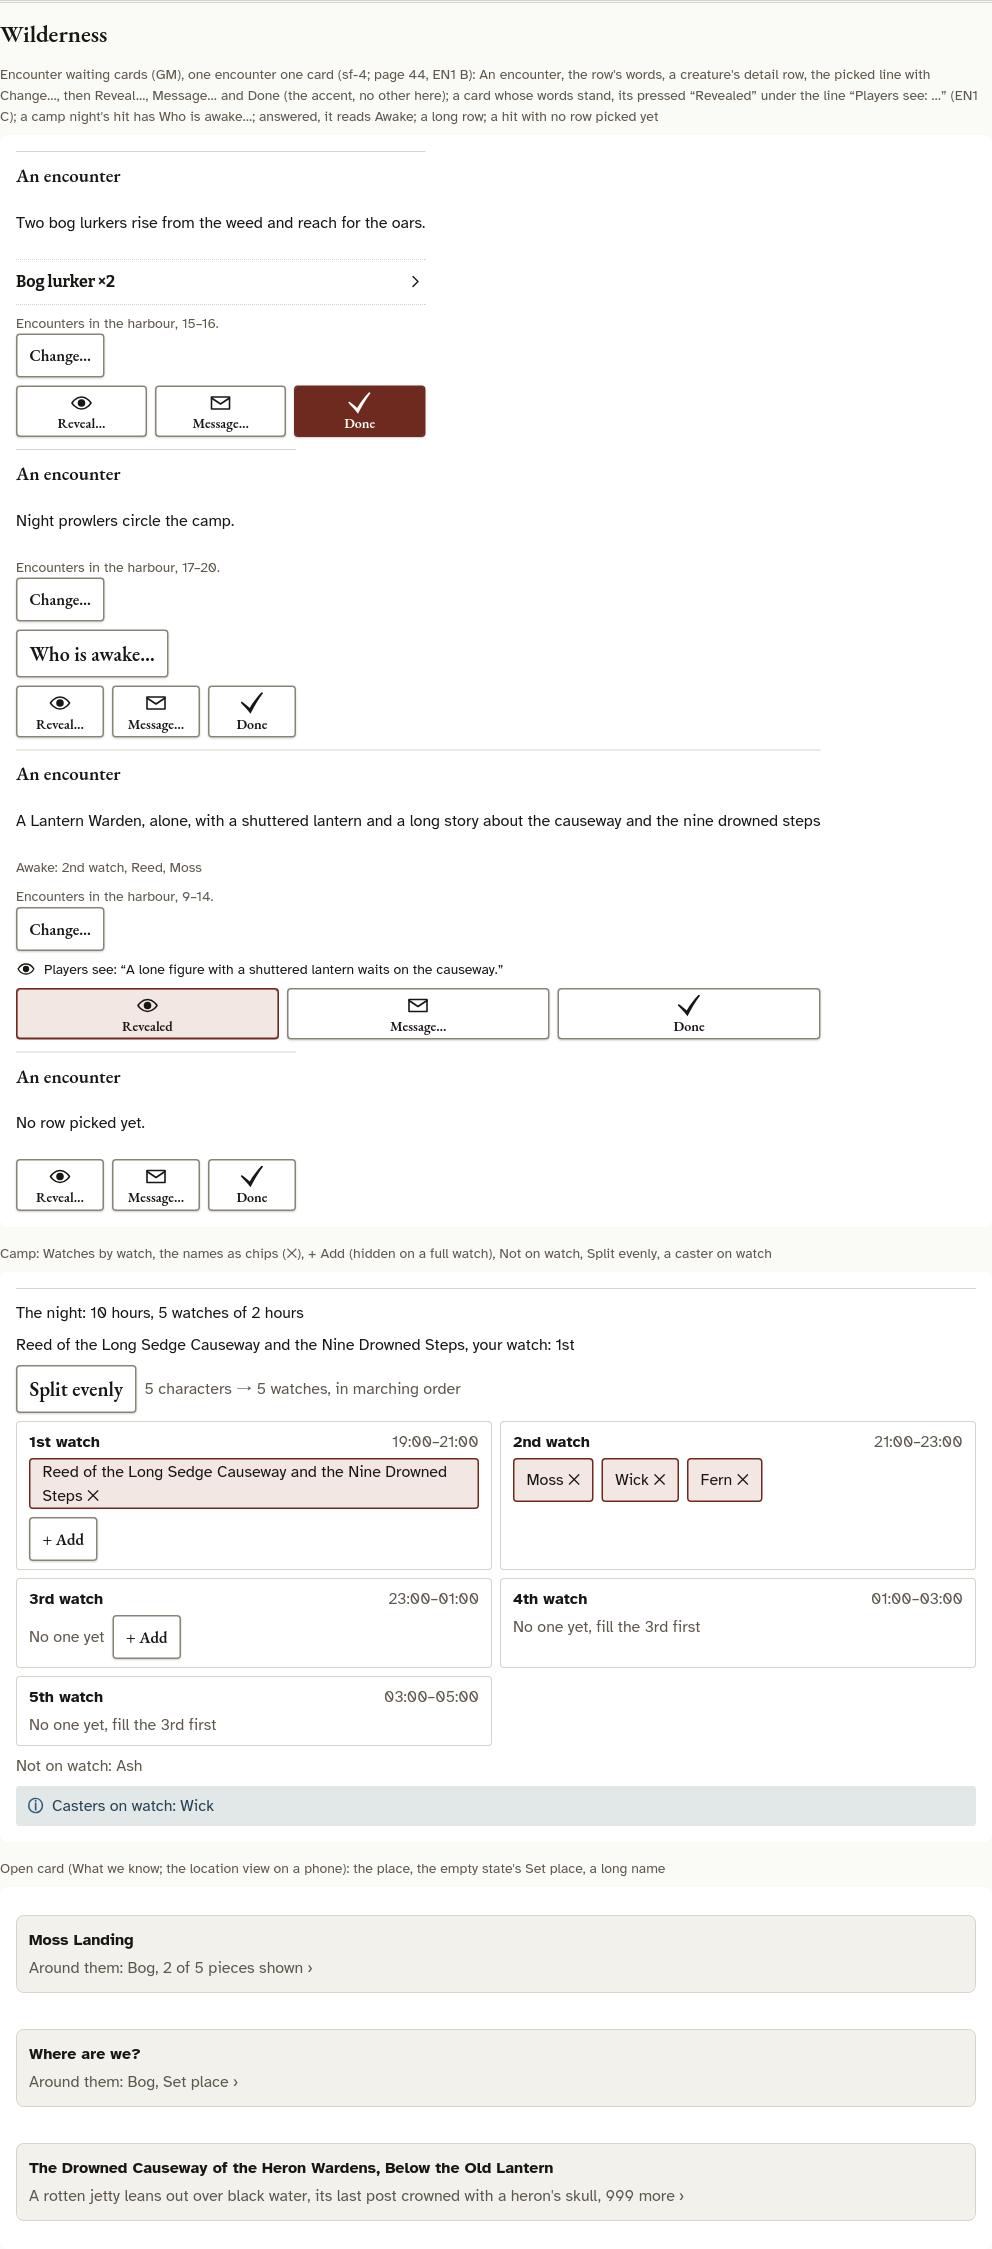 Wilderness
Encounter waiting cards (GM), one encounter one card (sf-4; page 44, EN1 B): An encounter, the row's words, a creature's detail row, the picked line with
Change…, then Reveal…, Message… and Done (the accent, no other here); a card whose words stand, its pressed “Revealed” under the line “Players see: …” (EN1
C); a camp night's hit has Who is awake…; answered, it reads Awake; a long row; a hit with no row picked yet
An encounter
Two bog lurkers rise from the weed and reach for the oars.
Bog lurker ×2
Encounters in the harbour, 15–16.
Change…
Reveal… Message… Done
An encounter
Night prowlers circle the camp.
Encounters in the harbour, 17–20.
Change…
Who is awake…
Reveal… Message… Done
An encounter
A Lantern Warden, alone, with a shuttered lantern and a long story about the causeway and the nine drowned steps
Awake: 2nd watch, Reed, Moss
Encounters in the harbour, 9–14.
Change…
Players see: “A lone figure with a shuttered lantern waits on the causeway.”
Revealed Message… Done
An encounter
No row picked yet.
Reveal… Message… Done
Camp: Watches by watch, the names as chips (✕), + Add (hidden on a full watch), Not on watch, Split evenly, a caster on watch
The night: 10 hours, 5 watches of 2 hours
Reed of the Long Sedge Causeway and the Nine Drowned Steps, your watch: 1st
Split evenly 5 characters → 5 watches, in marching order
1st watch 19:00–21:00
Reed of the Long Sedge Causeway and the Nine Drowned
Steps ✕
+ Add
2nd watch 21:00–23:00
Moss ✕ Wick ✕ Fern ✕
3rd watch 23:00–01:00
No one yet + Add
4th watch 01:00–03:00
No one yet, fill the 3rd first
5th watch 03:00–05:00
No one yet, fill the 3rd first
Not on watch: Ash
Casters on watch: Wick
Open card (What we know; the location view on a phone): the place, the empty state's Set place, a long name
Moss Landing
Around them: Bog, 2 of 5 pieces shown ›
Where are we?
Around them: Bog, Set place ›
The Drowned Causeway of the Heron Wardens, Below the Old Lantern
A rotten jetty leans out over black water, its last post crowned with a heron's skull, 999 more ›